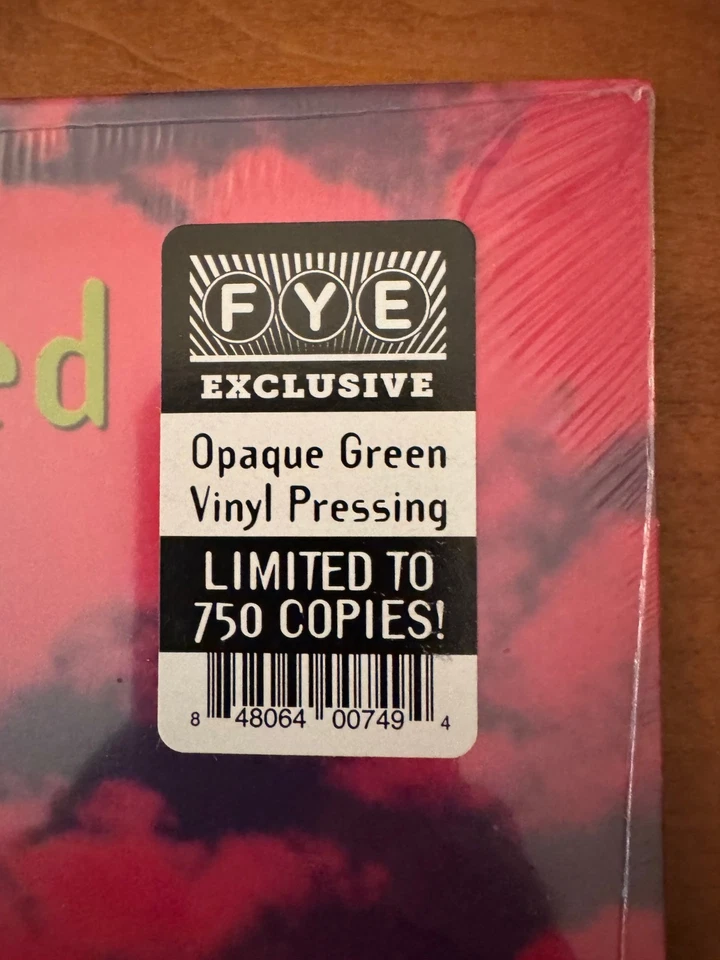 ed
FYE
EXCLUSIVE
Opaque Green
Vinyl Pressing
LIMITED TO
750 COPIES!
8 48064 00749 4